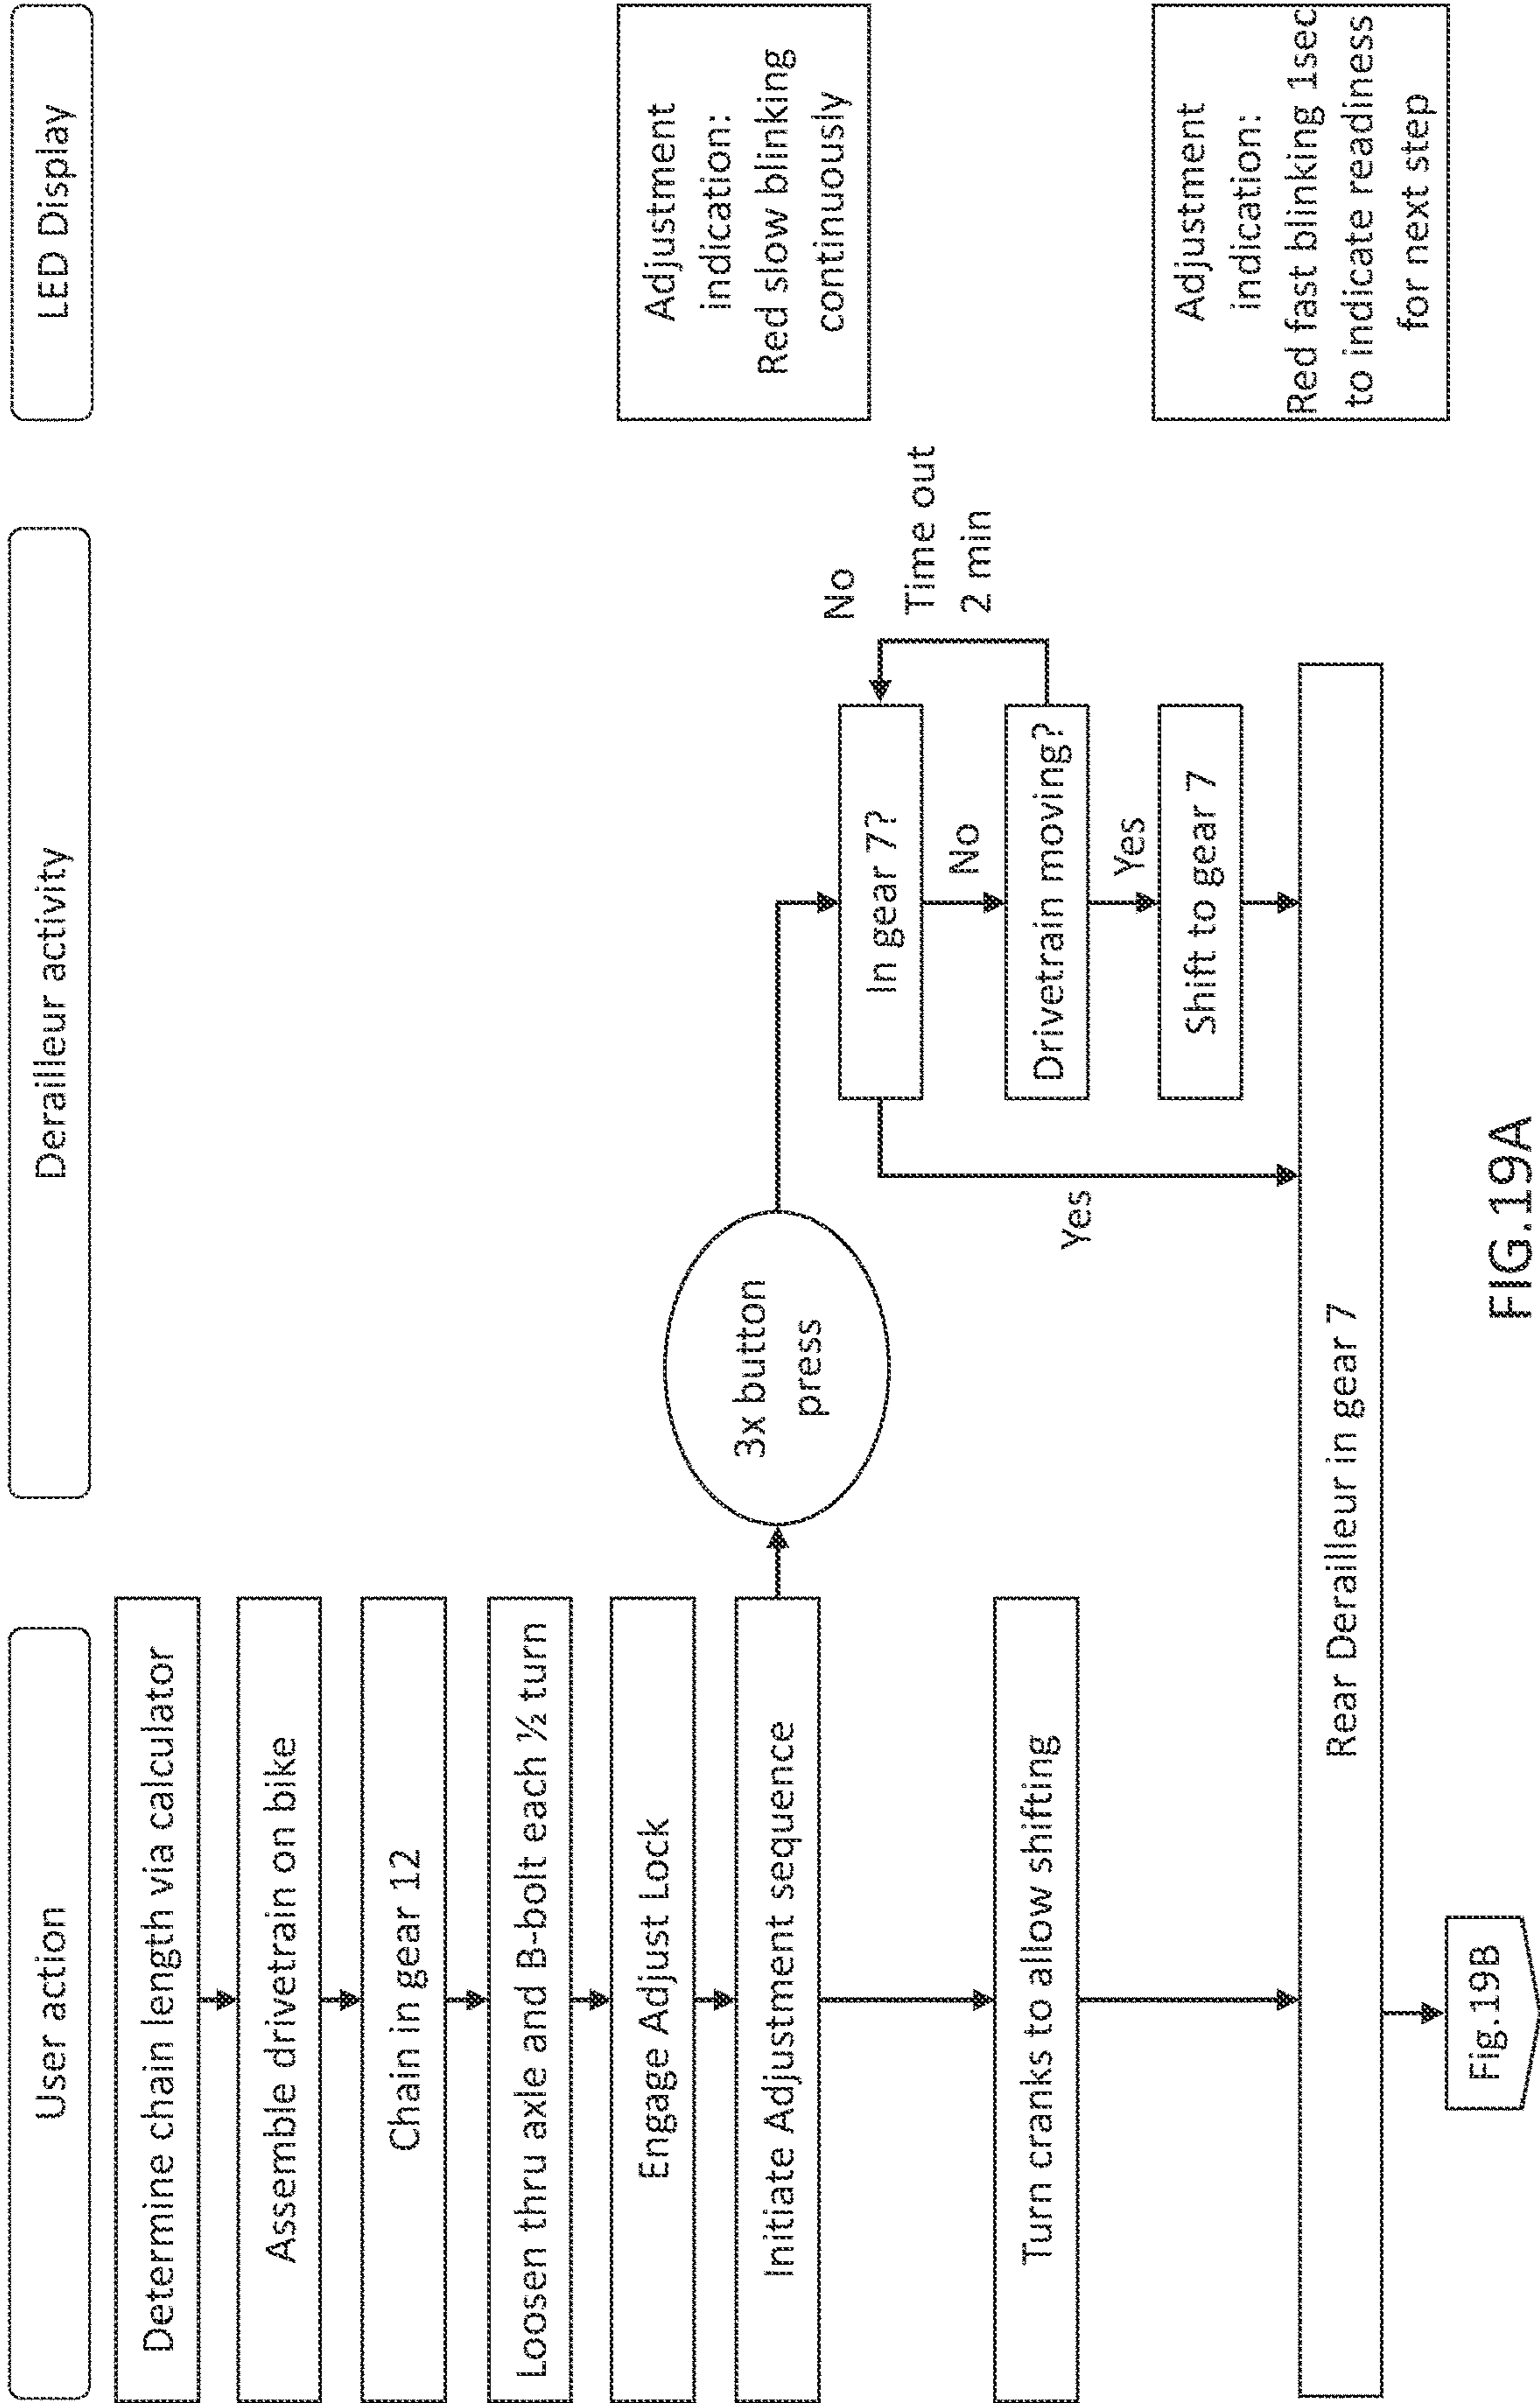 User action
Derailleur activity
LED Display
Determine chain length via calculator
Assemble drivetrain on bike
Chain in gear 12
Loosen thru axle and B-bolt each ½ turn
Engage Adjust Lock
Initiate Adjustment sequence
3x button
press
Adjustment
indication:
Red slow blinking
continuously
In gear 7?
No
Time out
2 min
No
Drivetrain moving?
Turn cranks to allow shifting
Yes
Yes
Shift to gear 7
Adjustment
indication:
Red fast blinking 1sec
to indicate readiness
for next step
Rear Derailleur in gear 7
Fig.19B
FIG.19A